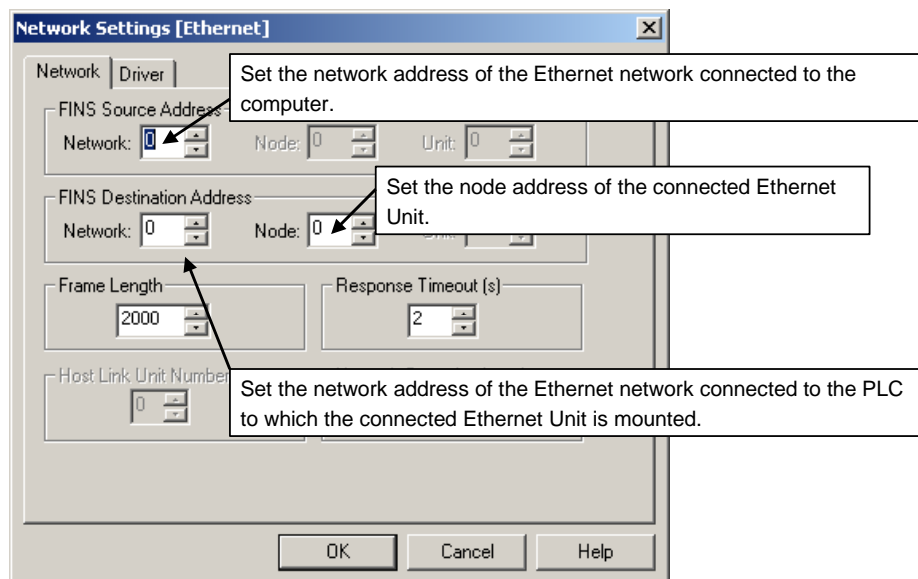 Network Settings [Ethernet]
Network Driver
Set the network address of the Ethernet network connected to the
computer.
FINS Source Address
Network: 0 Node: 0 Unit: 0
Set the node address of the connected Ethernet
Unit.
FINS Destination Address
Network: 0 Node: 0
Frame Length Response Timeout (s)
2000 2
Host Link Unit Number
0
Set the network address of the Ethernet network connected to the PLC
to which the connected Ethernet Unit is mounted.
OK Cancel Help